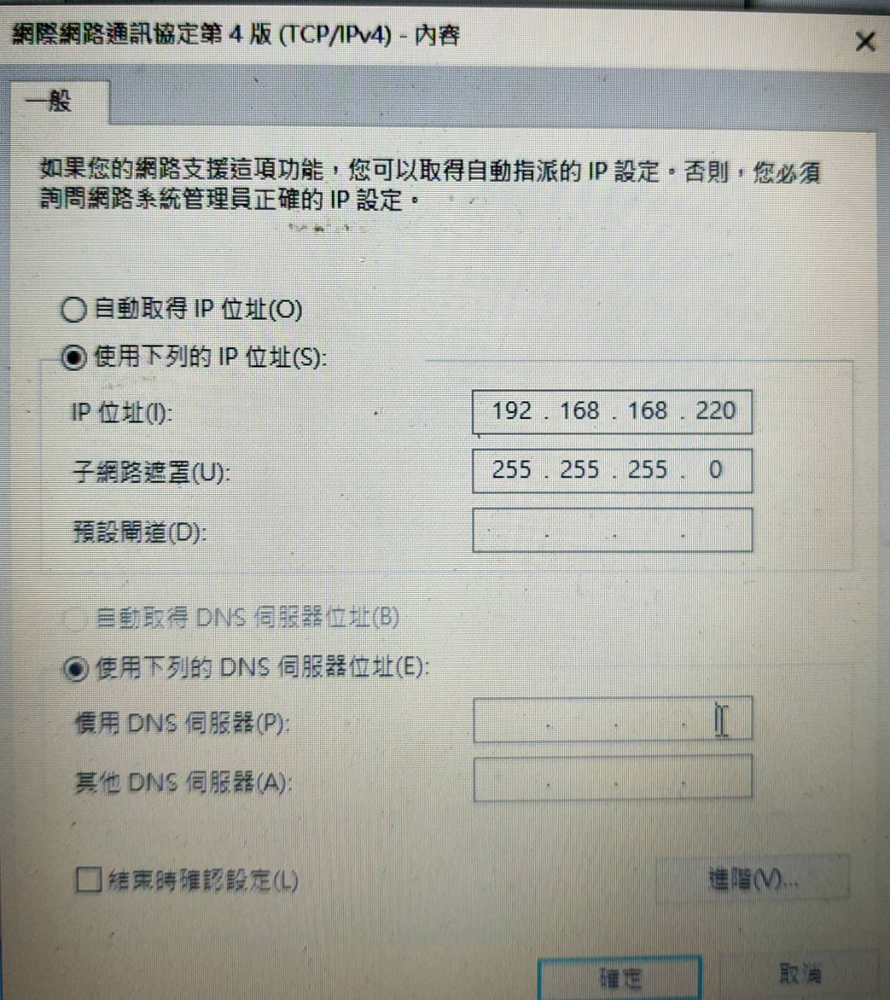 網際網路通訊協定第 4 版 (TCP/IPv4) - 內容
一般
如果您的網路支援這項功能，您可以取得自動指派的 IP 設定。否則，您必須
詢問網路系統管理員正確的 IP 設定。
自動取得 IP 位址(O)
使用下列的 IP 位址(S):
IP 位址(I): 192 . 168 . 168 . 220
子網路遮罩(U): 255 . 255 . 255 . 0
預設閘道(D): . . .
自動取得 DNS 伺服器位址(B)
使用下列的 DNS 伺服器位址(E):
慣用 DNS 伺服器(P): . . .
其他 DNS 伺服器(A): . . .
結束時確認設定(L)
進階(V)...
確定
取消